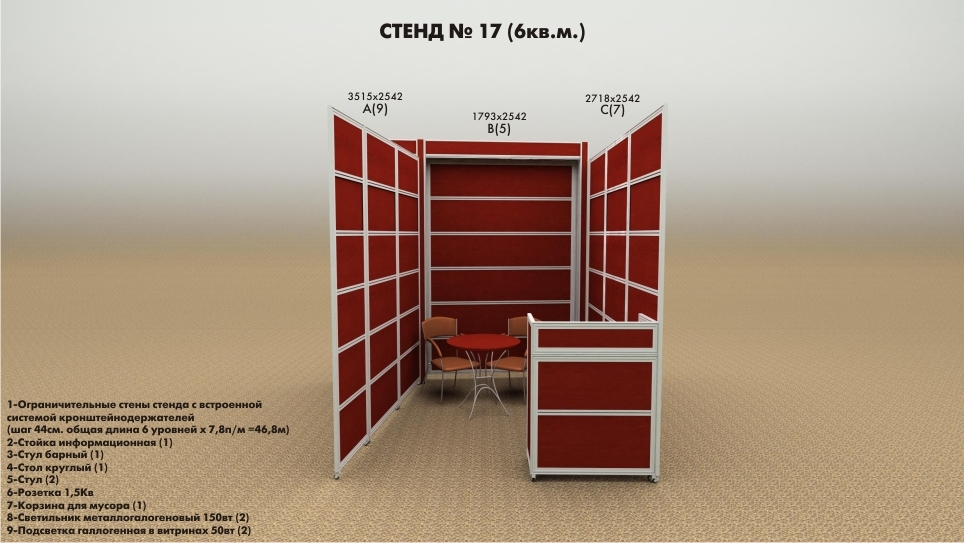 СТЕНД № 17 (6кв.м.)
3515x2542
A(9)
1793x2542
B(5)
2718x2542
C(7)
1-Ограничительные стены стенда с встроенной
системой кронштейнодержателей
(шаг 44см. общая длина 6 уровней х 7,8п/м =46,8м)
2-Стойка информационная (1)
3-Стул барный (1)
4-Стол круглый (1)
5-Стул (2)
6-Розетка 1,5Кв
7-Корзина для мусора (1)
8-Светильник металлогалогеновый 150вт (2)
9-Подсветка галлогенная в витринах 50вт (2)